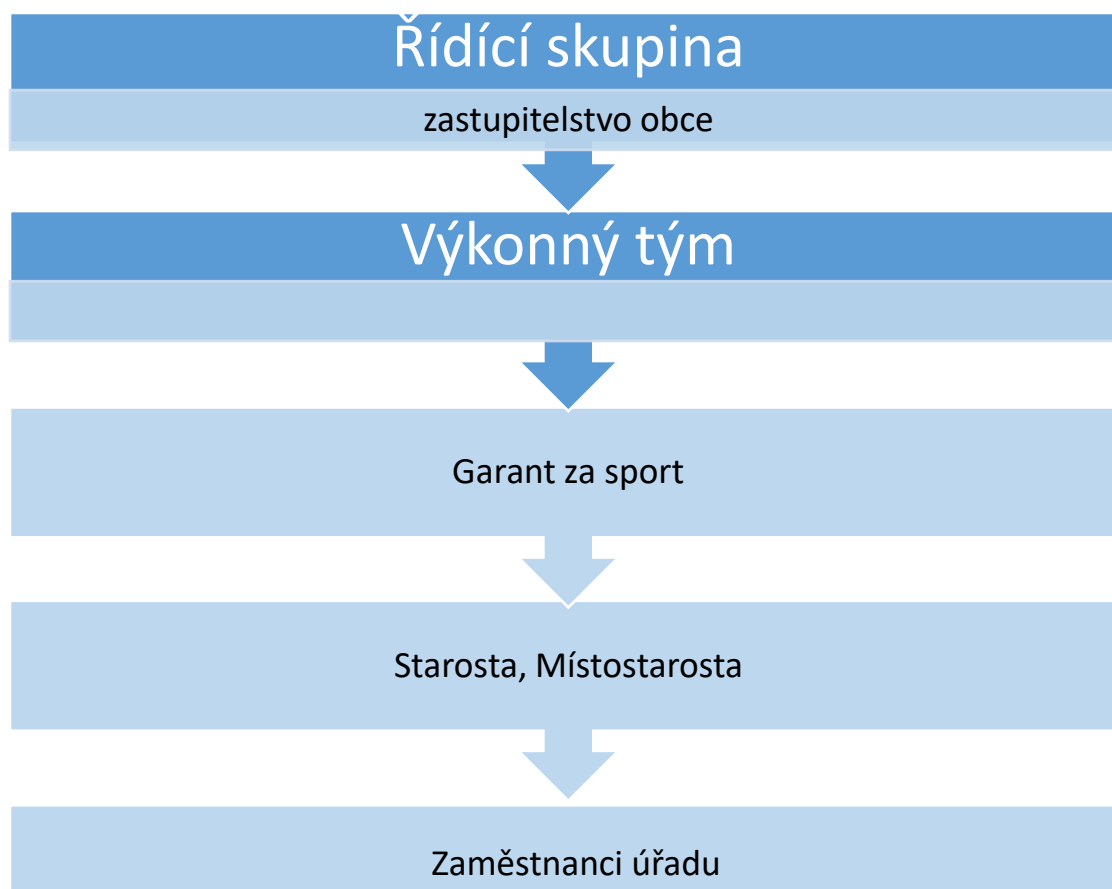 Řídící skupina
zastupitelstvo obce
Výkonný tým
Garant za sport
Starosta, Místostarosta
Zaměstnanci úřadu